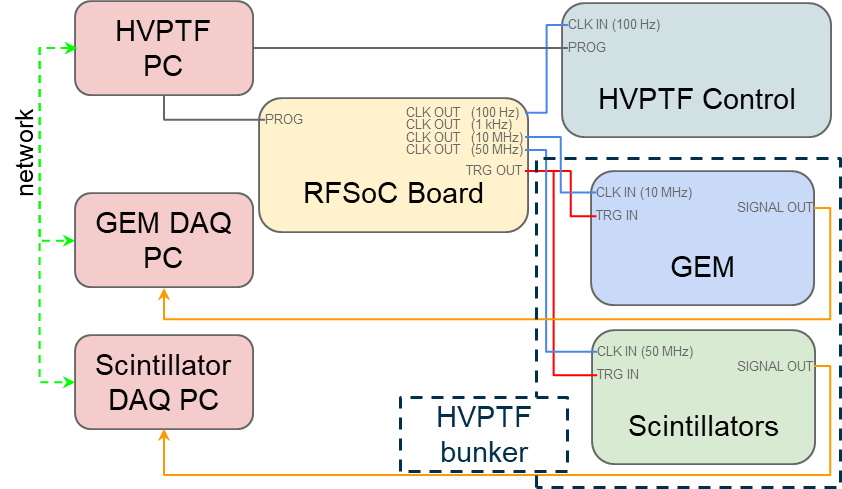 HVPTF
PC
CLK IN (100 Hz)
PROG
HVPTF Control
network
PROG
CLK OUT (100 Hz)
CLK OUT (1 kHz)
CLK OUT (10 MHz)
CLK OUT (50 MHz)
TRG OUT
RFSoC Board
GEM DAQ
PC
CLK IN (10 MHz)
TRG IN
SIGNAL OUT
GEM
Scintillator
DAQ PC
CLK IN (50 MHz)
TRG IN
SIGNAL OUT
Scintillators
HVPTF
bunker